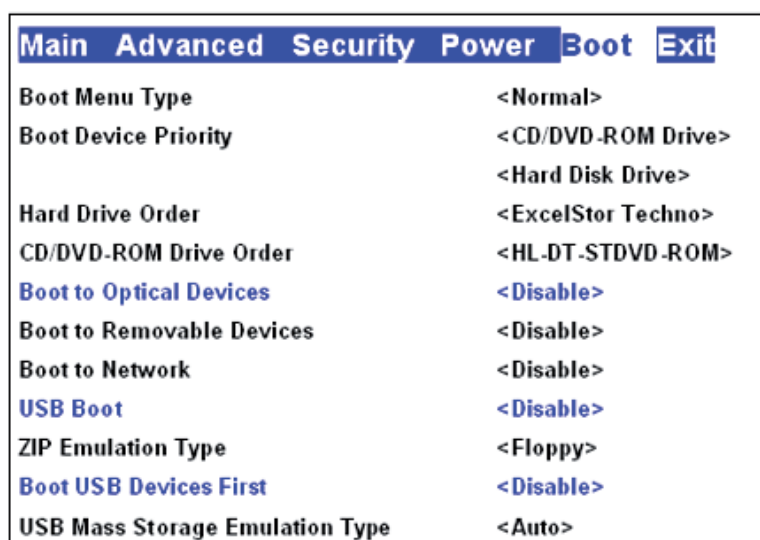 Main Advanced Security Power Boot Exit
Boot Menu Type <Normal>
Boot Device Priority <CD/DVD-ROM Drive>
<Hard Disk Drive>
Hard Drive Order <ExcelStor Techno>
CD/DVD-ROM Drive Order <HL-DT-STDVD-ROM>
Boot to Optical Devices <Disable>
Boot to Removable Devices <Disable>
Boot to Network <Disable>
USB Boot <Disable>
ZIP Emulation Type <Floppy>
Boot USB Devices First <Disable>
USB Mass Storage Emulation Type <Auto>